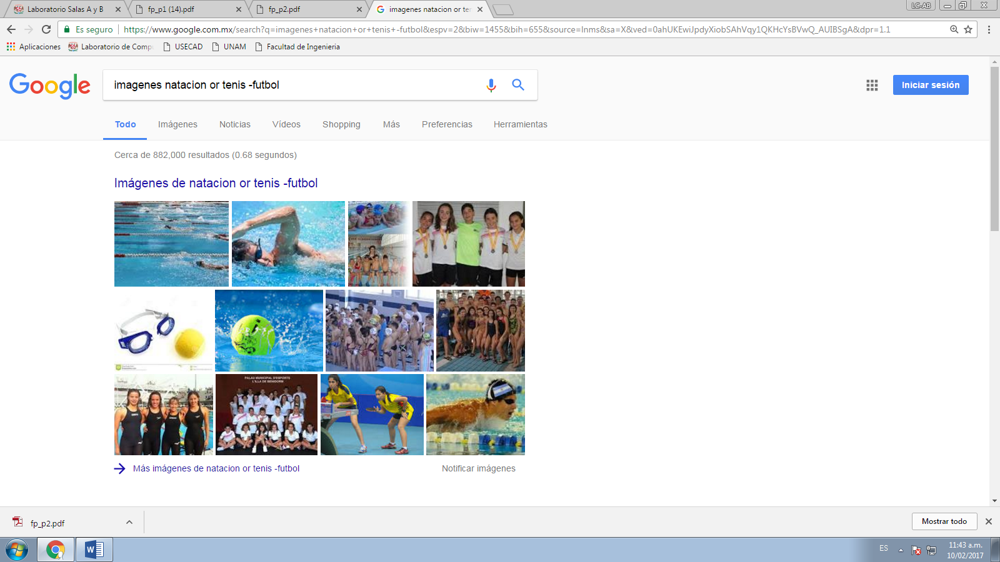 Laboratorio Salas A y B
fp_p1 (14).pdf
fp_p2.pdf
imagenes natacion or ten
LC-AB
Es seguro
https://www.google.com.mx/search?q=imagenes+natacion+or+tenis+-futbol&espv=2&biw=1455&bih=655&source=lnms&sa=X&ved=0ahUKEwiJpdyXiobSAhVqy1QKHcYsBVwQ_AUIBSgA&dpr=1.1
Aplicaciones
Laboratorio de Compu
USECAD
UNAM
Facultad de Ingenieria
Google
imagenes natacion or tenis -futbol
Iniciar sesión
Todo
Imágenes
Noticias
Vídeos
Shopping
Más
Preferencias
Herramientas
Cerca de 882,000 resultados (0.68 segundos)
Imágenes de natacion or tenis -futbol
PALAU MUNICIPAL D'ESPORTS
L'ILLA DE BENIDORM
Más imágenes de natacion or tenis -futbol
Notificar imágenes
fp_p2.pdf
Mostrar todo
W
ES
11:43 a.m.
10/02/2017